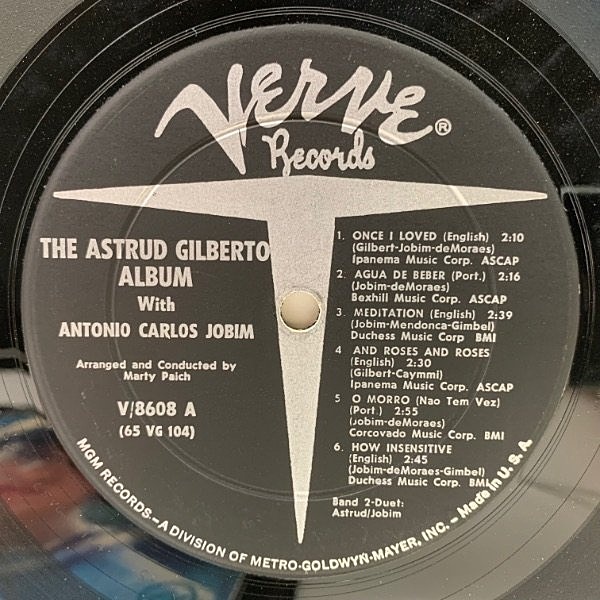 Verve®
Records
THE ASTRUD GILBERTO
ALBUM
With
ANTONIO CARLOS JOBIM
Arranged and Conducted by
Marty Paich
V/8608 A
(65 VG 104)
1. ONCE I LOVED (English) 2:10
(Gilbert-Jobim-deMoraes)
Ipanema Music Corp. ASCAP
2. AGUA DE BEBER (Port.) 2:16
(Jobim-deMoraes)
Bexhill Music Corp. ASCAP
3. MEDITATION (English) 2:39
(Jobim-Mendonca-Gimbel)
Duchess Music Corp. BMI
4 AND ROSES AND ROSES
(English) 2:30
(Gilbert-Caymmi)
Ipanema Music Corp. ASCAP
5 O MORRO (Nao Tem Vez)
(Port.) 2:55
(Jobim-deMoraes)
Corcovado Music Corp. BMI
6. HOW INSENSITIVE
(English) 2:45
(Jobim-deMoraes-Gimbel)
Duchess Music Corp. BMI
Band 2-Duet:
Astrud/Jobim
MGM RECORDS—A DIVISION OF METRO-GOLDWYN-MAYER, INC. – Made in U.S.A.